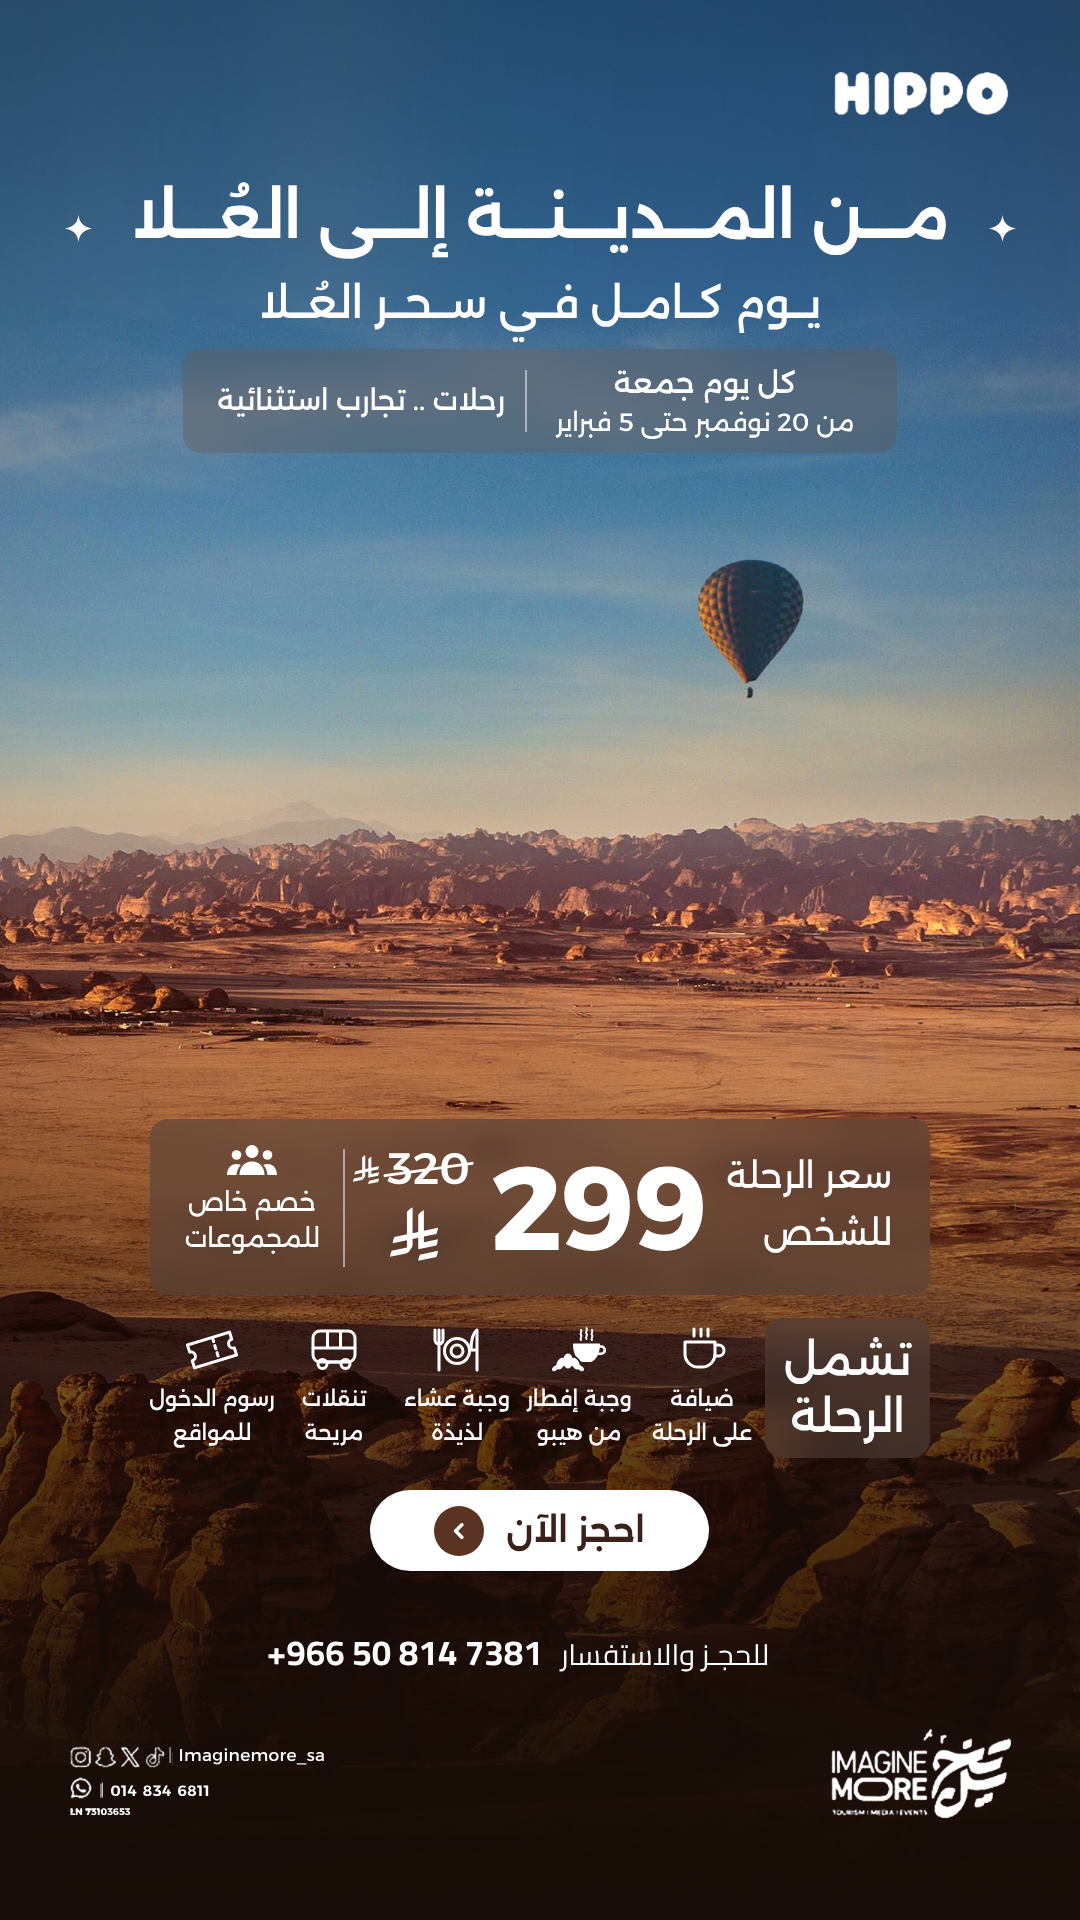 HIPPO
من المدينة إلى العُلا
يوم كامل في سحر العُلا
كل يوم جمعة
من 20 نوفمبر حتى 5 فبراير
رحلات .. تجارب استثنائية
سعر الرحلة
للشخص
299
320
خصم خاص
للمجموعات
تشمل
الرحلة
ضيافة
على الرحلة
وجبة إفطار
من هيبو
وجبة عشاء
لذيذة
تنقلات
مريحة
رسوم الدخول
للمواقع
احجز الآن
للحجز والاستفسار +966 50 814 7381
| Imaginemore_sa
| 014 834 6811
LN 73103653
IMAGINE
MORE
TOURISM | MEDIA | EVENTS